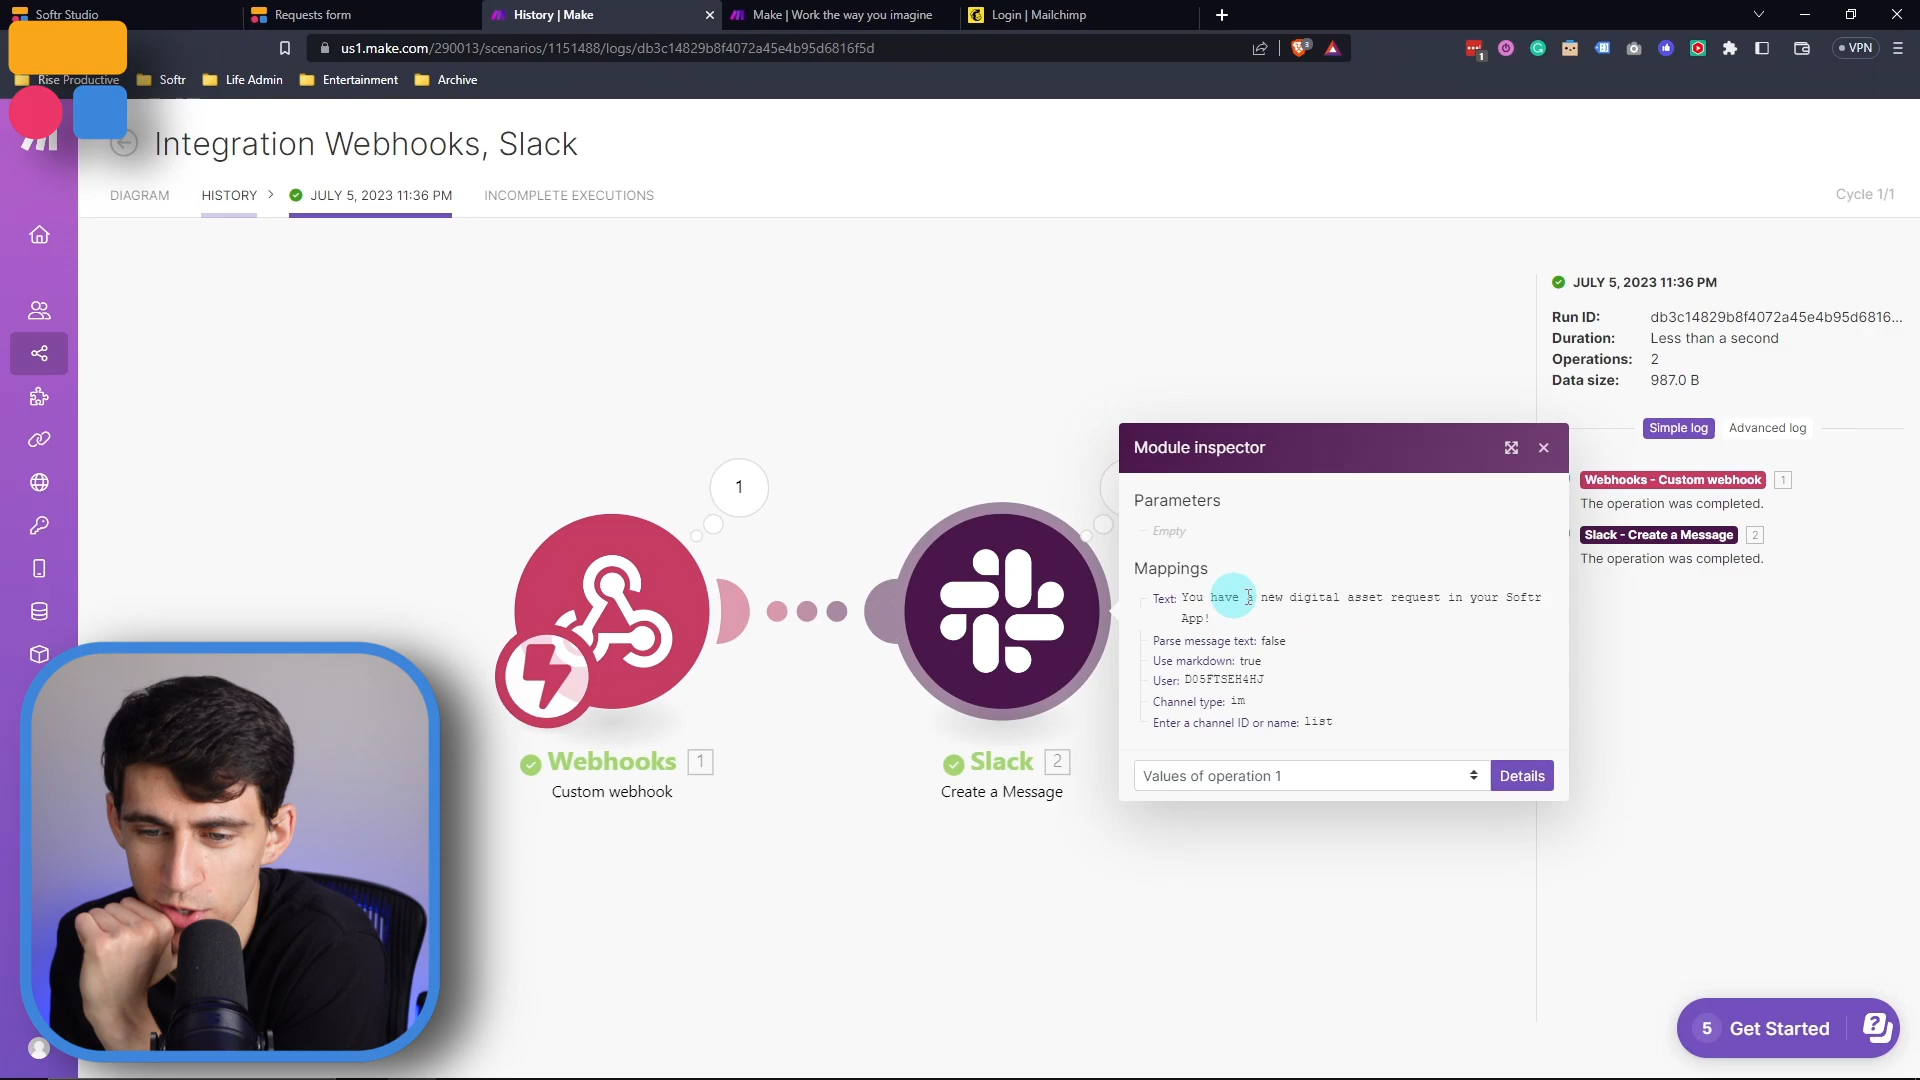 Softr Studio
Requests form
History | Make
Make | Work the way you imagine
Login | Mailchimp
us1.make.com/290013/scenarios/1151488/logs/db3c14829b8f4072a45e4b95d6816f5d
VPN
Rise Productive
Softr
Life Admin
Entertainment
Archive
Integration Webhooks, Slack
DIAGRAM
HISTORY
JULY 5, 2023 11:36 PM
INCOMPLETE EXECUTIONS
Cycle 1/1
JULY 5, 2023 11:36 PM
Run ID: db3c14829b8f4072a45e4b95d6816...
Duration: Less than a second
Operations: 2
Data size: 987.0 B
Simple log
Advanced log
Webhooks - Custom webhook 1
The operation was completed.
Slack - Create a Message 2
The operation was completed.
1
Webhooks 1
Custom webhook
Slack 2
Create a Message
Module inspector
Parameters
Empty
Mappings
Text: You have a new digital asset request in your Softr
App!
Parse message text: false
Use markdown: true
User: D05FTSEH4HJ
Channel type: im
Enter a channel ID or name: list
Values of operation 1
Details
5 Get Started